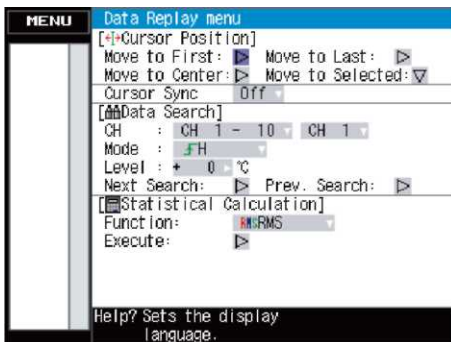 MENU
Data Replay menu
[Cursor Position]
Move to First: Move to Last:
Move to Center: Move to Selected:
Cursor Sync Off
[Data Search]
CH : CH 1 - 10 CH 1
Mode : H
Level : + 0 °C
Next Search: Prev. Search:
[Statistical Calculation]
Function: RMS RMS
Execute:
Help? Sets the display
language.